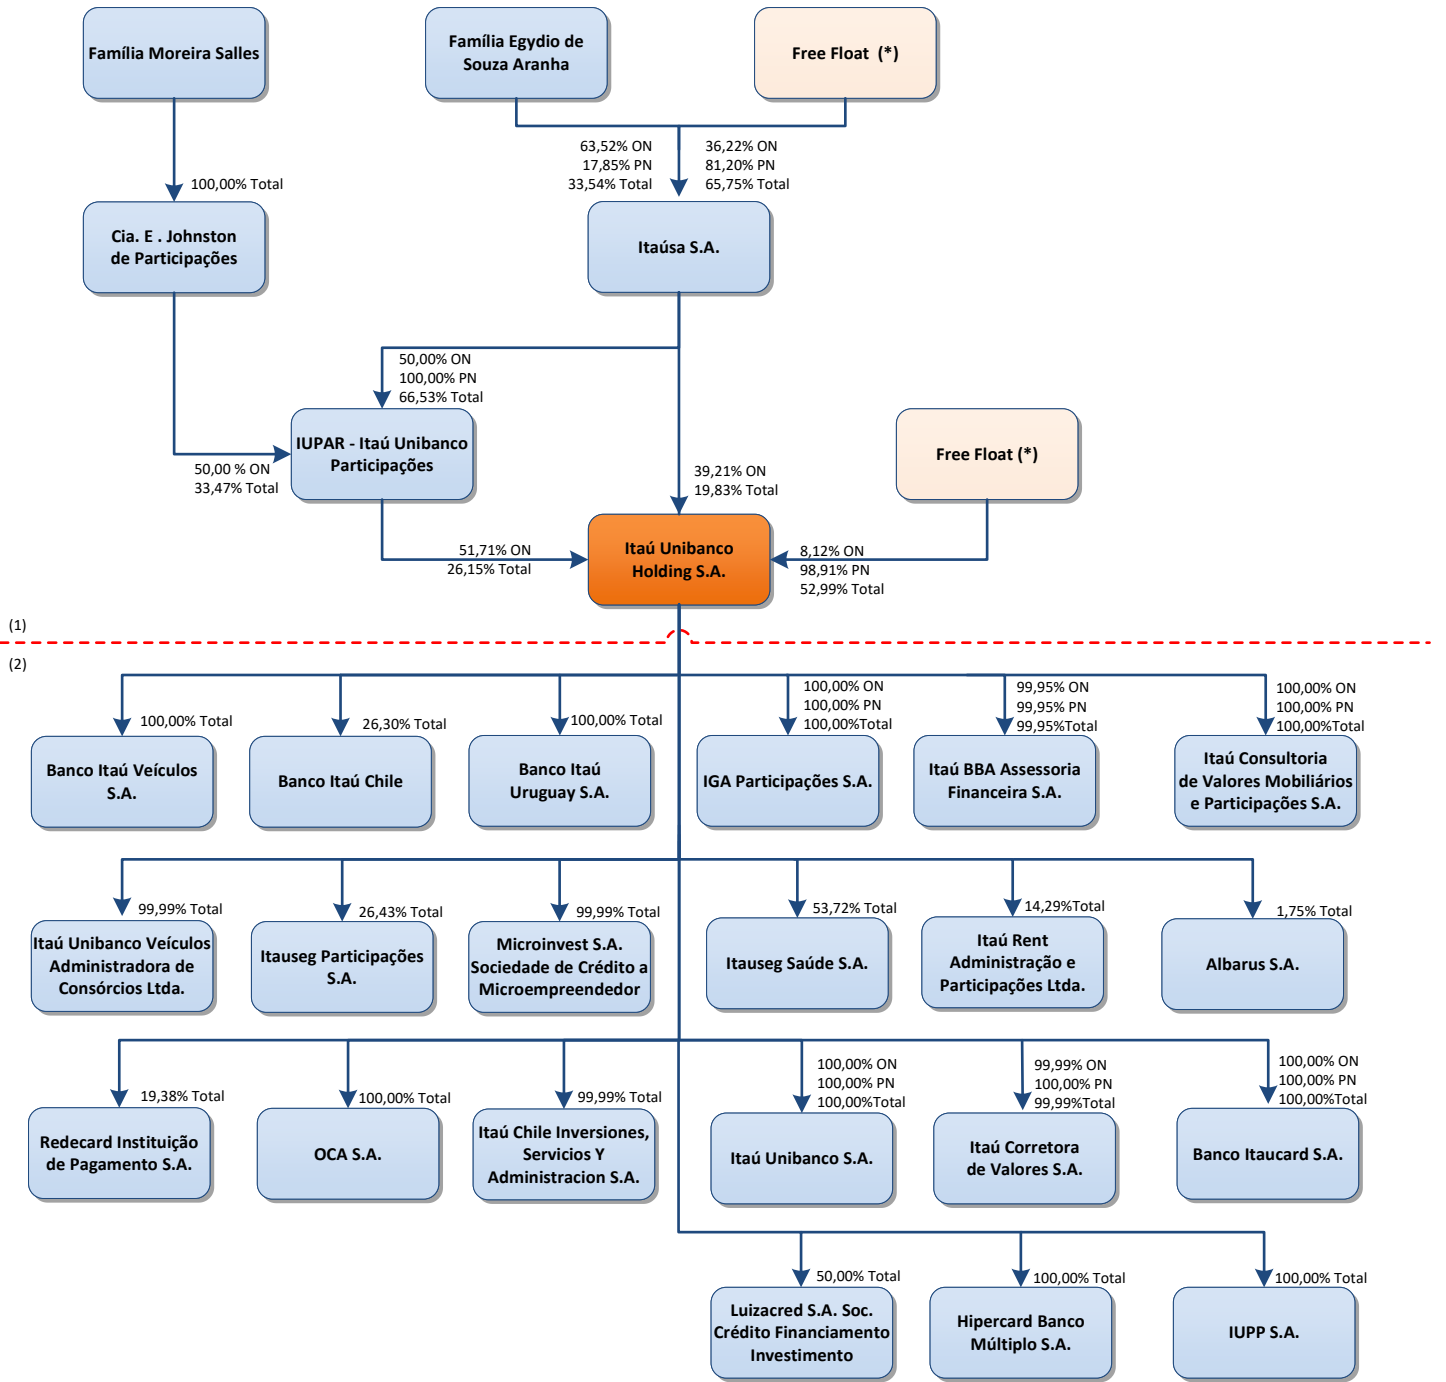 Família Moreira Salles
Família Egydio de
Souza Aranha
Free Float (*)
63,52% ON
17,85% PN
33,54% Total
36,22% ON
81,20% PN
65,75% Total
100,00% Total
Cia. E . Johnston
de Participações
Itaúsa S.A.
50,00% ON
100,00% PN
66,53% Total
IUPAR - Itaú Unibanco
Participações
50,00 % ON
33,47% Total
39,21% ON
19,83% Total
Free Float (*)
51,71% ON
26,15% Total
Itaú Unibanco
Holding S.A.
8,12% ON
98,91% PN
52,99% Total
(1)
(2)
100,00% Total
26,30% Total
100,00% Total
100,00% ON
100,00% PN
100,00%Total
99,95% ON
99,95% PN
99,95%Total
100,00% ON
100,00% PN
100,00%Total
Banco Itaú Veículos
S.A.
Banco Itaú Chile
Banco Itaú
Uruguay S.A.
IGA Participações S.A.
Itaú BBA Assessoria
Financeira S.A.
Itaú Consultoria
de Valores Mobiliários
e Participações S.A.
99,99% Total
26,43% Total
99,99% Total
53,72% Total
14,29%Total
1,75% Total
Itaú Unibanco Veículos
Administradora de
Consórcios Ltda.
Itauseg Participações
S.A.
Microinvest S.A.
Sociedade de Crédito a
Microempreendedor
Itauseg Saúde S.A.
Itaú Rent
Administração e
Participações Ltda.
Albarus S.A.
19,38% Total
100,00% Total
99,99% Total
100,00% ON
100,00% PN
100,00%Total
99,99% ON
100,00% PN
99,99%Total
100,00% ON
100,00% PN
100,00%Total
Redecard Instituição
de Pagamento S.A.
OCA S.A.
Itaú Chile Inversiones,
Servicios Y
Administracion S.A.
Itaú Unibanco S.A.
Itaú Corretora
de Valores S.A.
Banco Itaucard S.A.
50,00% Total
100,00% Total
100,00% Total
Luizacred S.A. Soc.
Crédito Financiamento
Investimento
Hipercard Banco
Múltiplo S.A.
IUPP S.A.